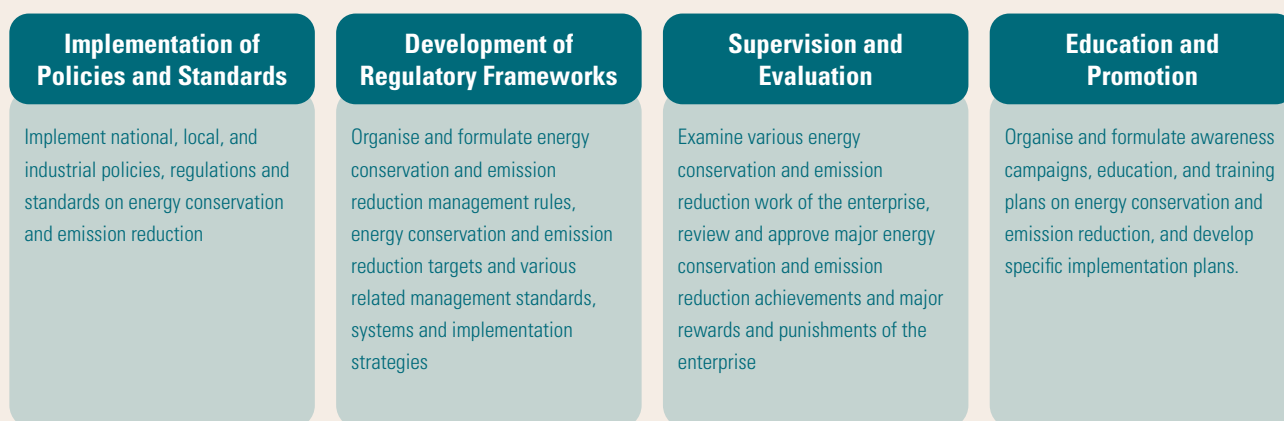 Implementation of
Policies and Standards
Implement national, local, and
industrial policies, regulations and
standards on energy conservation
and emission reduction
Development of
Regulatory Frameworks
Organise and formulate energy
conservation and emission
reduction management rules,
energy conservation and emission
reduction targets and various
related management standards,
systems and implementation
strategies
Supervision and
Evaluation
Examine various energy
conservation and emission
reduction work of the enterprise,
review and approve major energy
conservation and emission
reduction achievements and major
rewards and punishments of the
enterprise
Education and
Promotion
Organise and formulate awareness
campaigns, education, and training
plans on energy conservation and
emission reduction, and develop
specific implementation plans.